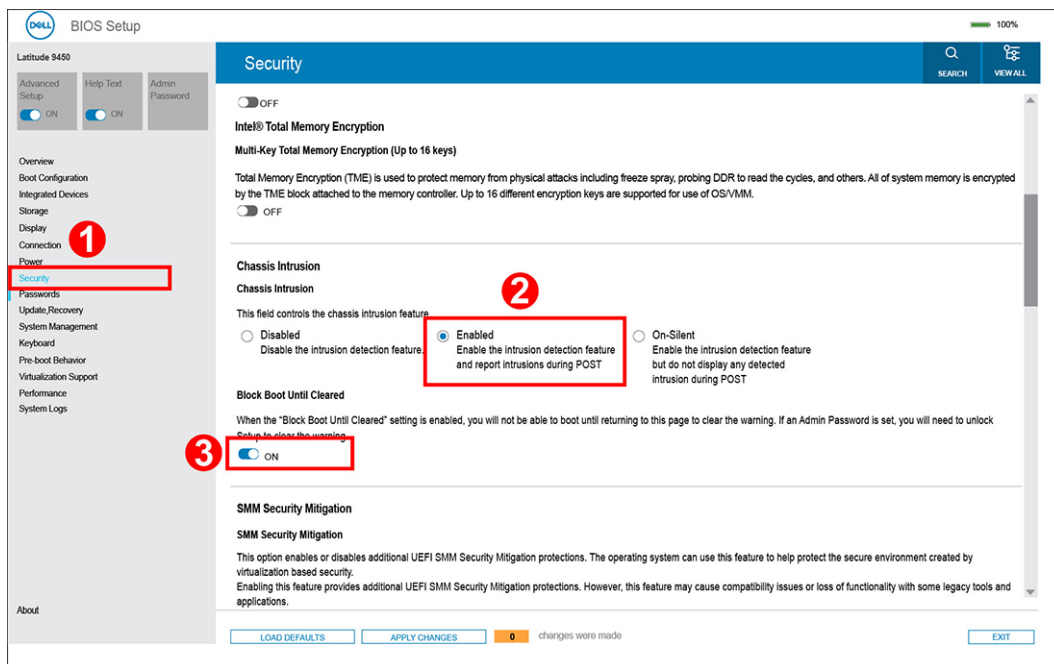 DELL BIOS Setup 100%
Latitude 9450
Advanced Setup
ON
Help Text
ON
Admin Password
Overview
Boot Configuration
Integrated Devices
Storage
Display
Connection
Power
Security
Passwords
Update,Recovery
System Management
Keyboard
Pre-boot Behavior
Virtualization Support
Performance
System Logs
About
1
Security
SEARCH
VIEW ALL
OFF
Intel® Total Memory Encryption
Multi-Key Total Memory Encryption (Up to 16 keys)
Total Memory Encryption (TME) is used to protect memory from physical attacks including freeze spray, probing DDR to read the cycles, and others. All of system memory is encrypted
by the TME block attached to the memory controller. Up to 16 different encryption keys are supported for use of OS/VMM.
OFF
Chassis Intrusion
Chassis Intrusion
2
This field controls the chassis intrusion feature
Disabled
Disable the intrusion detection feature.
Enabled
Enable the intrusion detection feature
and report intrusions during POST
On-Silent
Enable the intrusion detection feature
but do not display any detected
intrusion during POST
Block Boot Until Cleared
When the "Block Boot Until Cleared" setting is enabled, you will not be able to boot until returning to this page to clear the warning. If an Admin Password is set, you will need to unlock
Setup to clear the warning
3
ON
SMM Security Mitigation
SMM Security Mitigation
This option enables or disables additional UEFI SMM Security Mitigation protections. The operating system can use this feature to help protect the secure environment created by
virtualization based security.
Enabling this feature provides additional UEFI SMM Security Mitigation protections. However, this feature may cause compatibility issues or loss of functionality with some legacy tools and
applications.
LOAD DEFAULTS APPLY CHANGES 0 changes were made EXIT